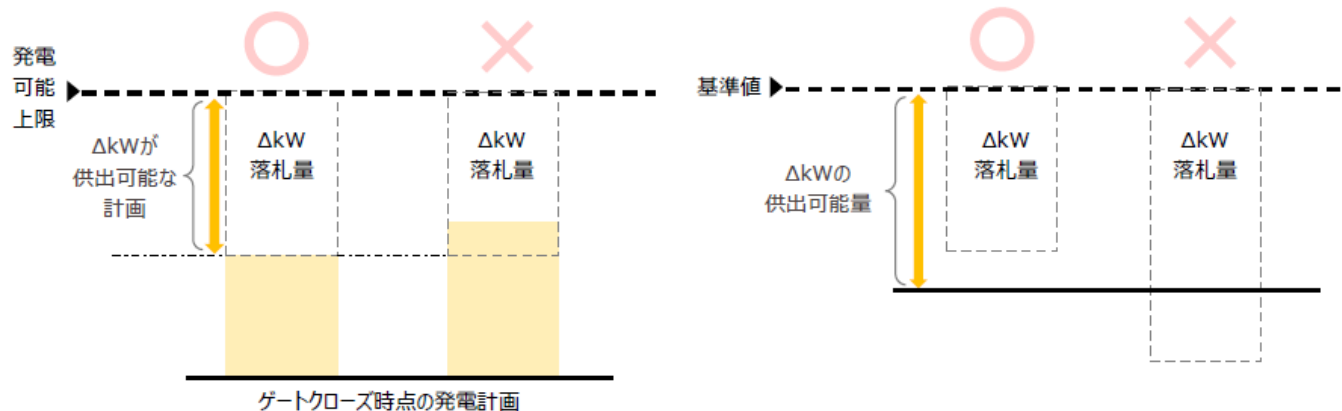 発電
可能
上限
ΔkWが
供出可能な
計画
ΔkW
落札量
ΔkW
落札量
ゲートクローズ時点の発電計画
基準値
ΔkWの
供出可能量
ΔkW
落札量
ΔkW
落札量